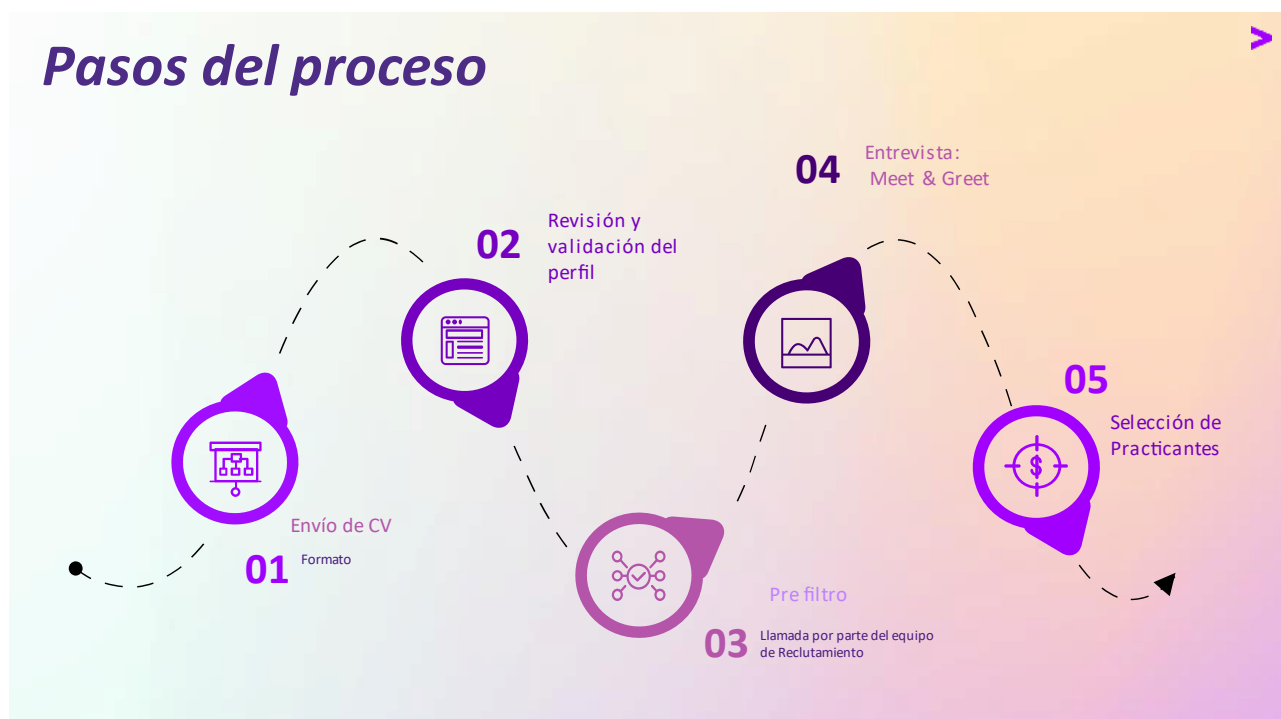 Pasos del proceso
>
01
Envío de CV
Formato
02
Revisión y
validación del
perfil
03
Pre filtro
Llamada por parte del equipo
de Reclutamiento
04
Entrevista:
Meet & Greet
05
Selección de
Practicantes
$